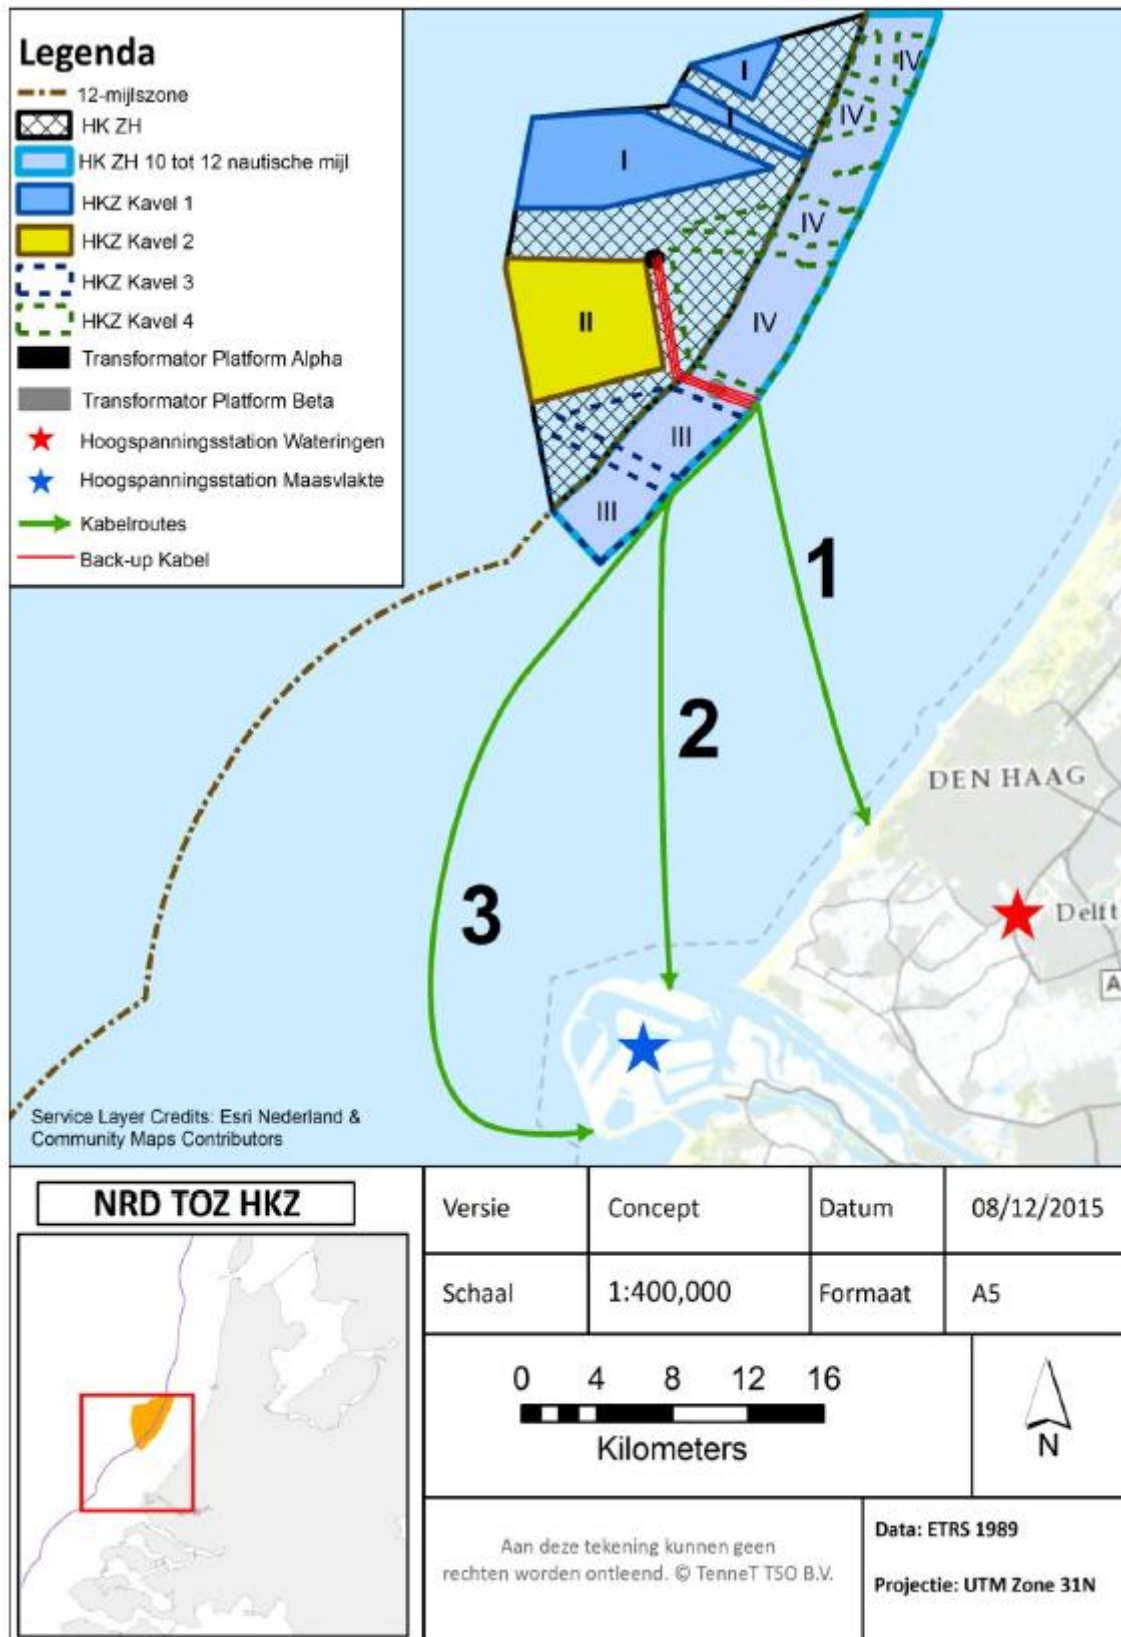 Legenda
12-mijlszone
HK ZH
HK ZH 10 tot 12 nautische mijl
HKZ Kavel 1
HKZ Kavel 2
HKZ Kavel 3
HKZ Kavel 4
Transformator Platform Alpha
Transformator Platform Beta
Hoogspanningsstation Wateringen
Hoogspanningsstation Maasvlakte
Kabelroutes
Back-up Kabel
I
IV
I
IV
I
IV
II
IV
III
III
1
2
DEN HAAG
3
Delft
A
Service Layer Credits: Esri Nederland &
Community Maps Contributors
NRD TOZ HKZ
Versie
Concept
Datum
08/12/2015
Schaal
1:400,000
Formaat
A5
0 4 8 12 16
Kilometers
N
Aan deze tekening kunnen geen
rechten worden ontleend. © TenneT TSO B.V.
Data: ETRS 1989
Projectie: UTM Zone 31N